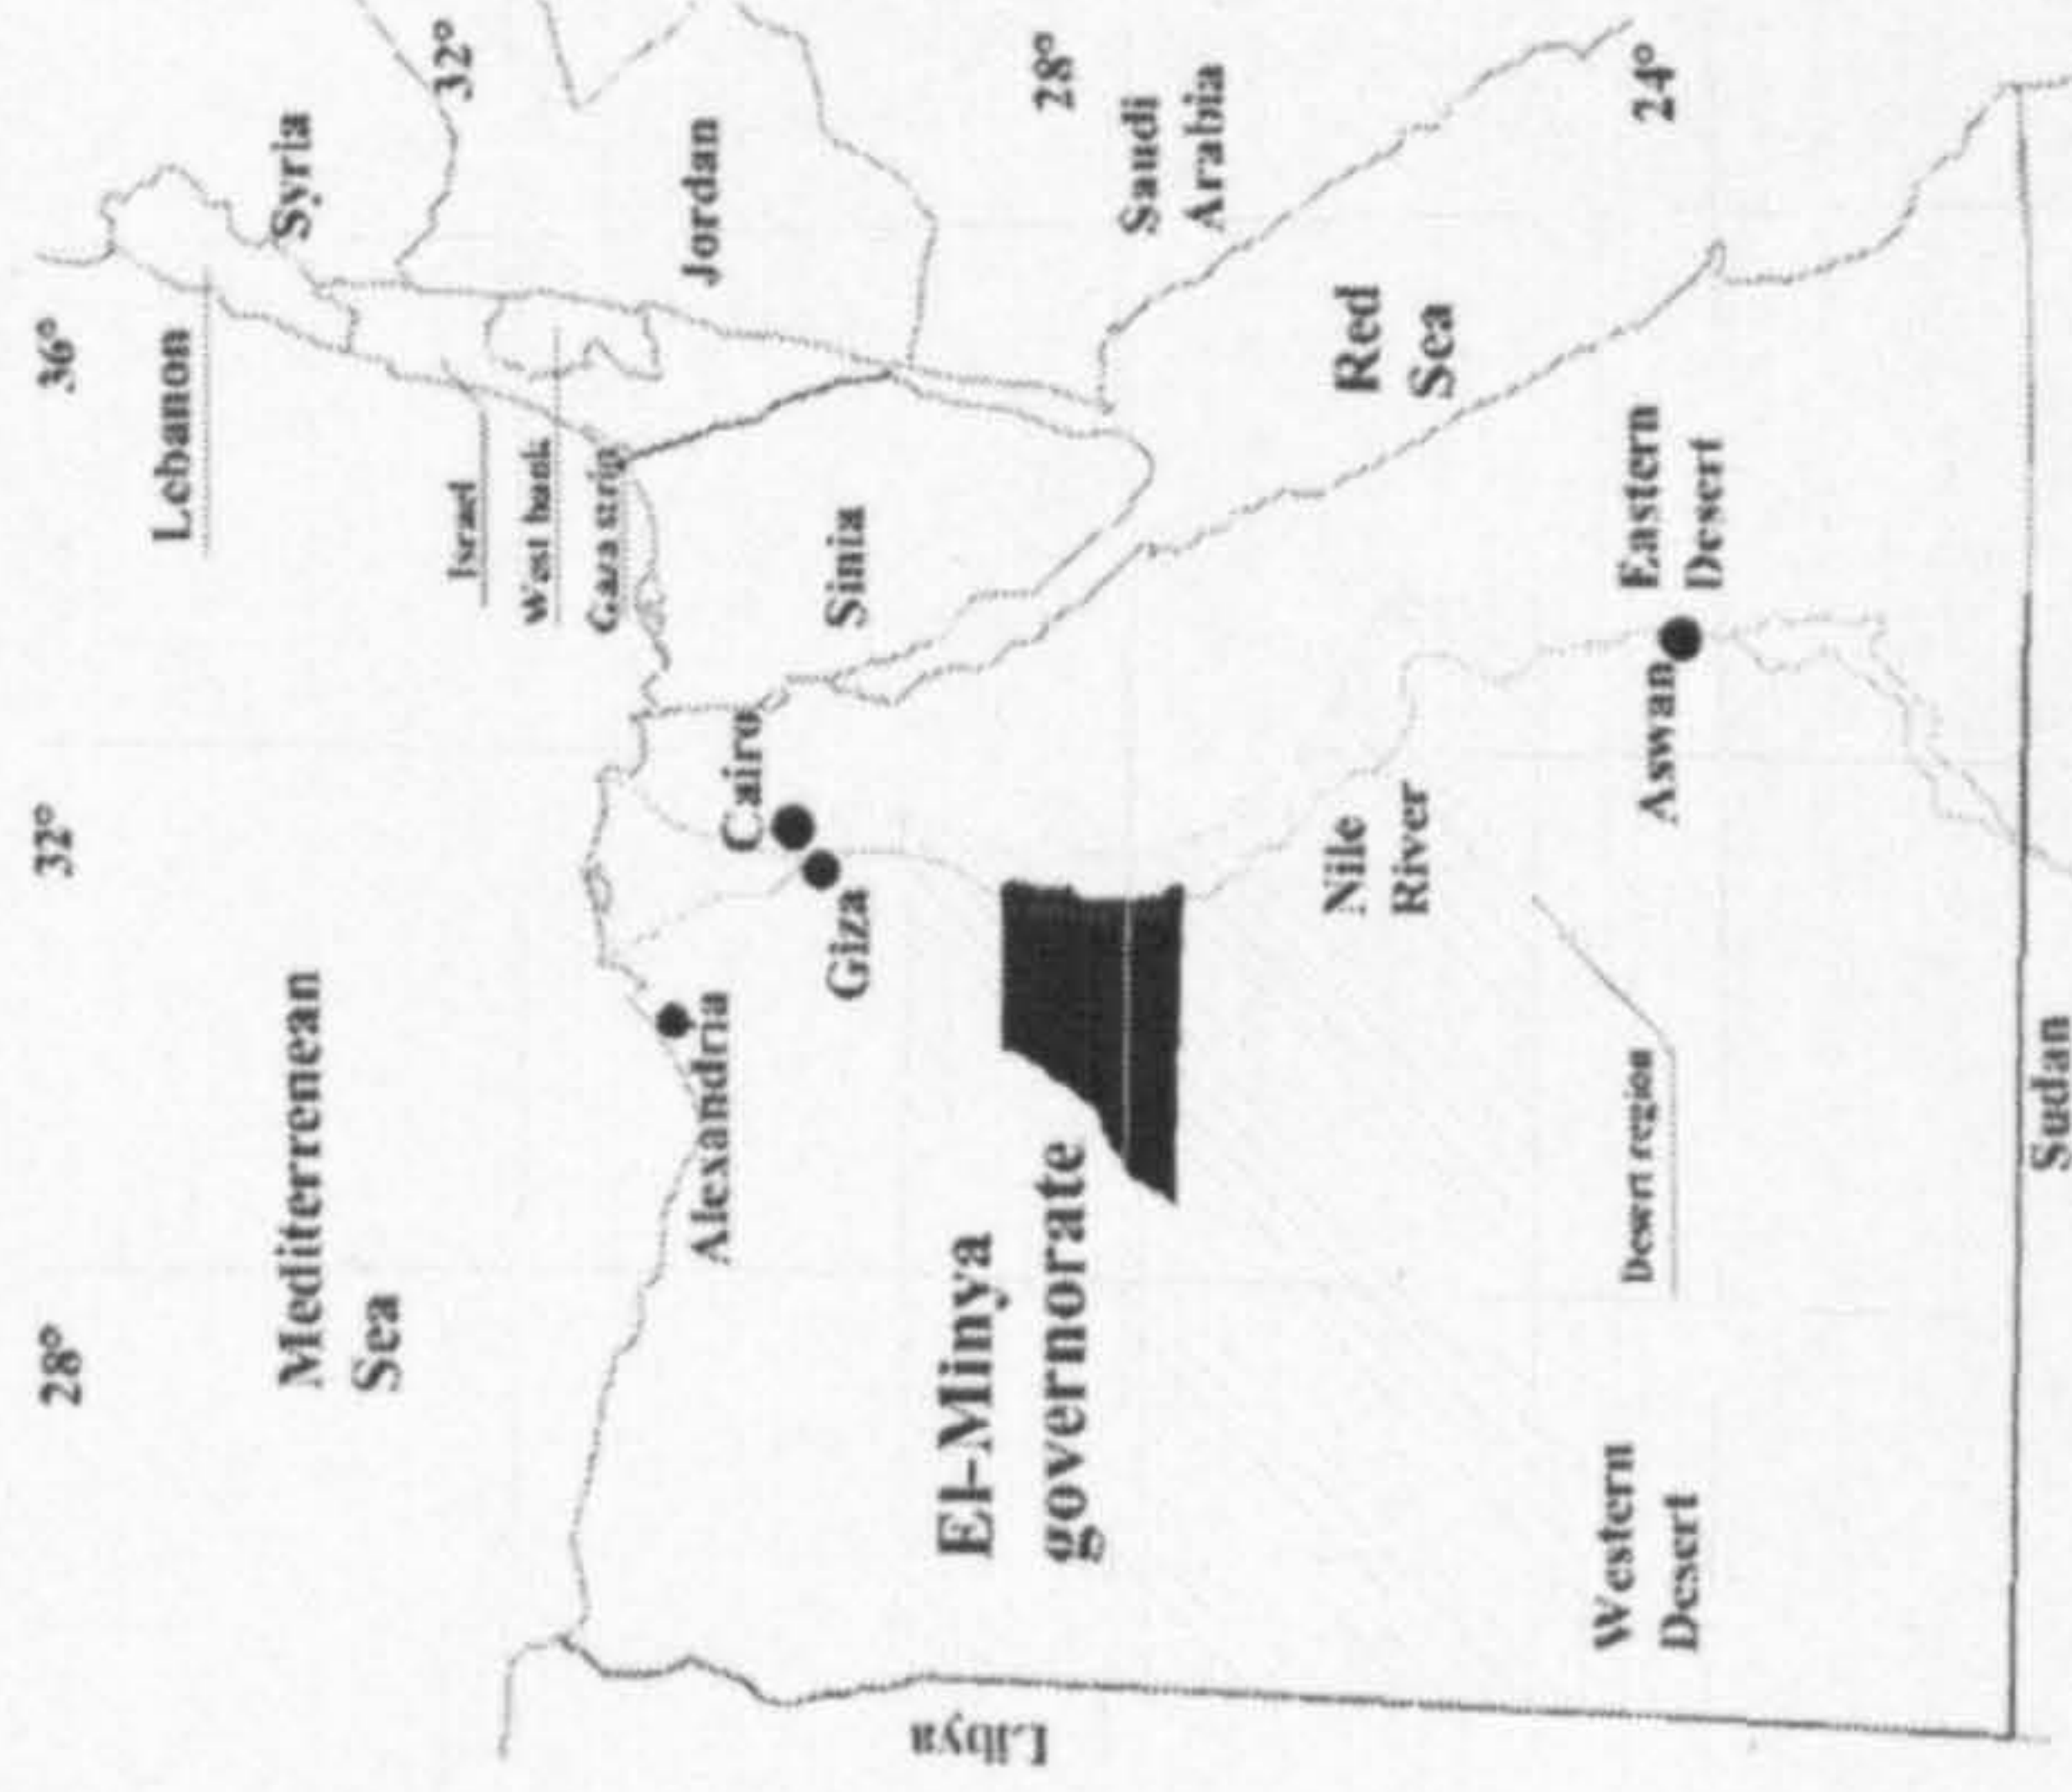 28°
32°
36°
Mediterrenean
Sea
Lebanon
Syria
32°
Israel
West bank
Gaza strip
Jordan
Alexandria
Cairo
Giza
Sinia
28°
Saudi
Arabia
El-Minya
governorate
Libya
Nile
River
Red
Sea
24°
Western
Desert
Desert region
Aswan
Eastern
Desert
Sudan